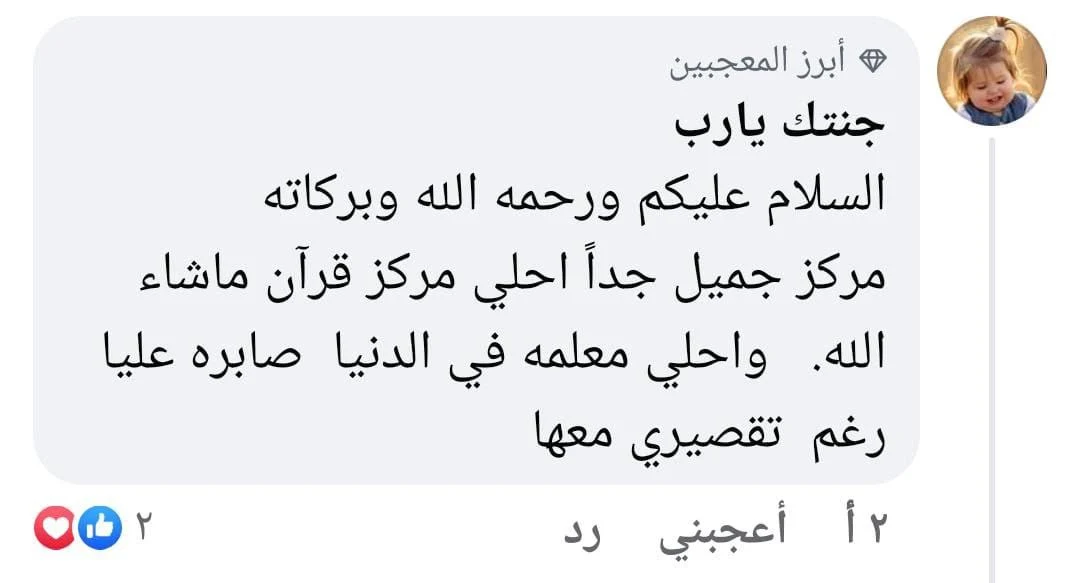 أبرز المعجبين
جنتك يارب
السلام عليكم ورحمه الله وبركاته
مركز جميل جداً احلي مركز قرآن ماشاء
الله. واحلي معلمه في الدنيا صابره عليا
رغم تقصيري معها
٢ أ أعجبني رد ٢